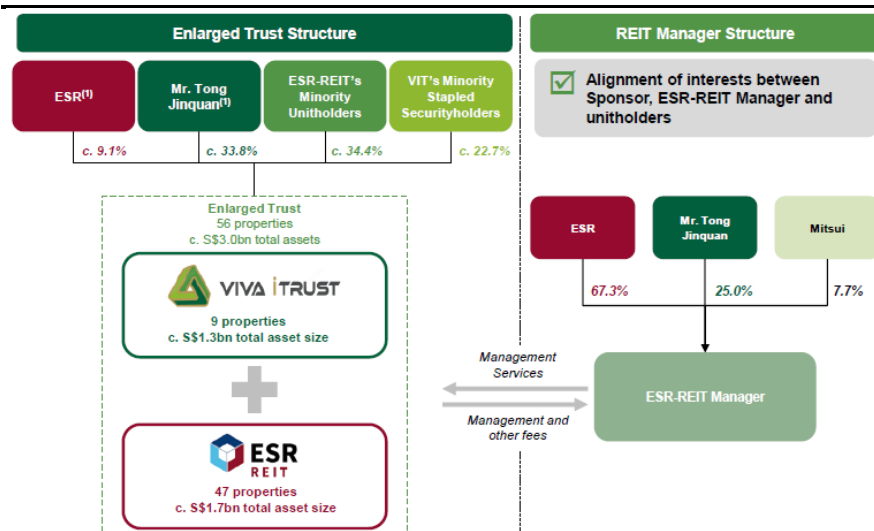 Enlarged Trust Structure
ESR(1)
Mr. Tong
Jinquan(1)
ESR-REIT's
Minority
Unitholders
VIT's Minority
Stapled
Securityholders
c. 9.1%
c. 33.8%
c. 34.4%
c. 22.7%
Enlarged Trust
56 properties
c. S$3.0bn total assets
VIVA iTRUST
9 properties
c. S$1.3bn total asset size
ESR
REIT
47 properties
c. S$1.7bn total asset size
Management
Services
Management and
other fees
REIT Manager Structure
Alignment of interests between
Sponsor, ESR-REIT Manager and
unitholders
ESR
Mr. Tong
Jinquan
Mitsui
67.3%
25.0%
7.7%
ESR-REIT Manager